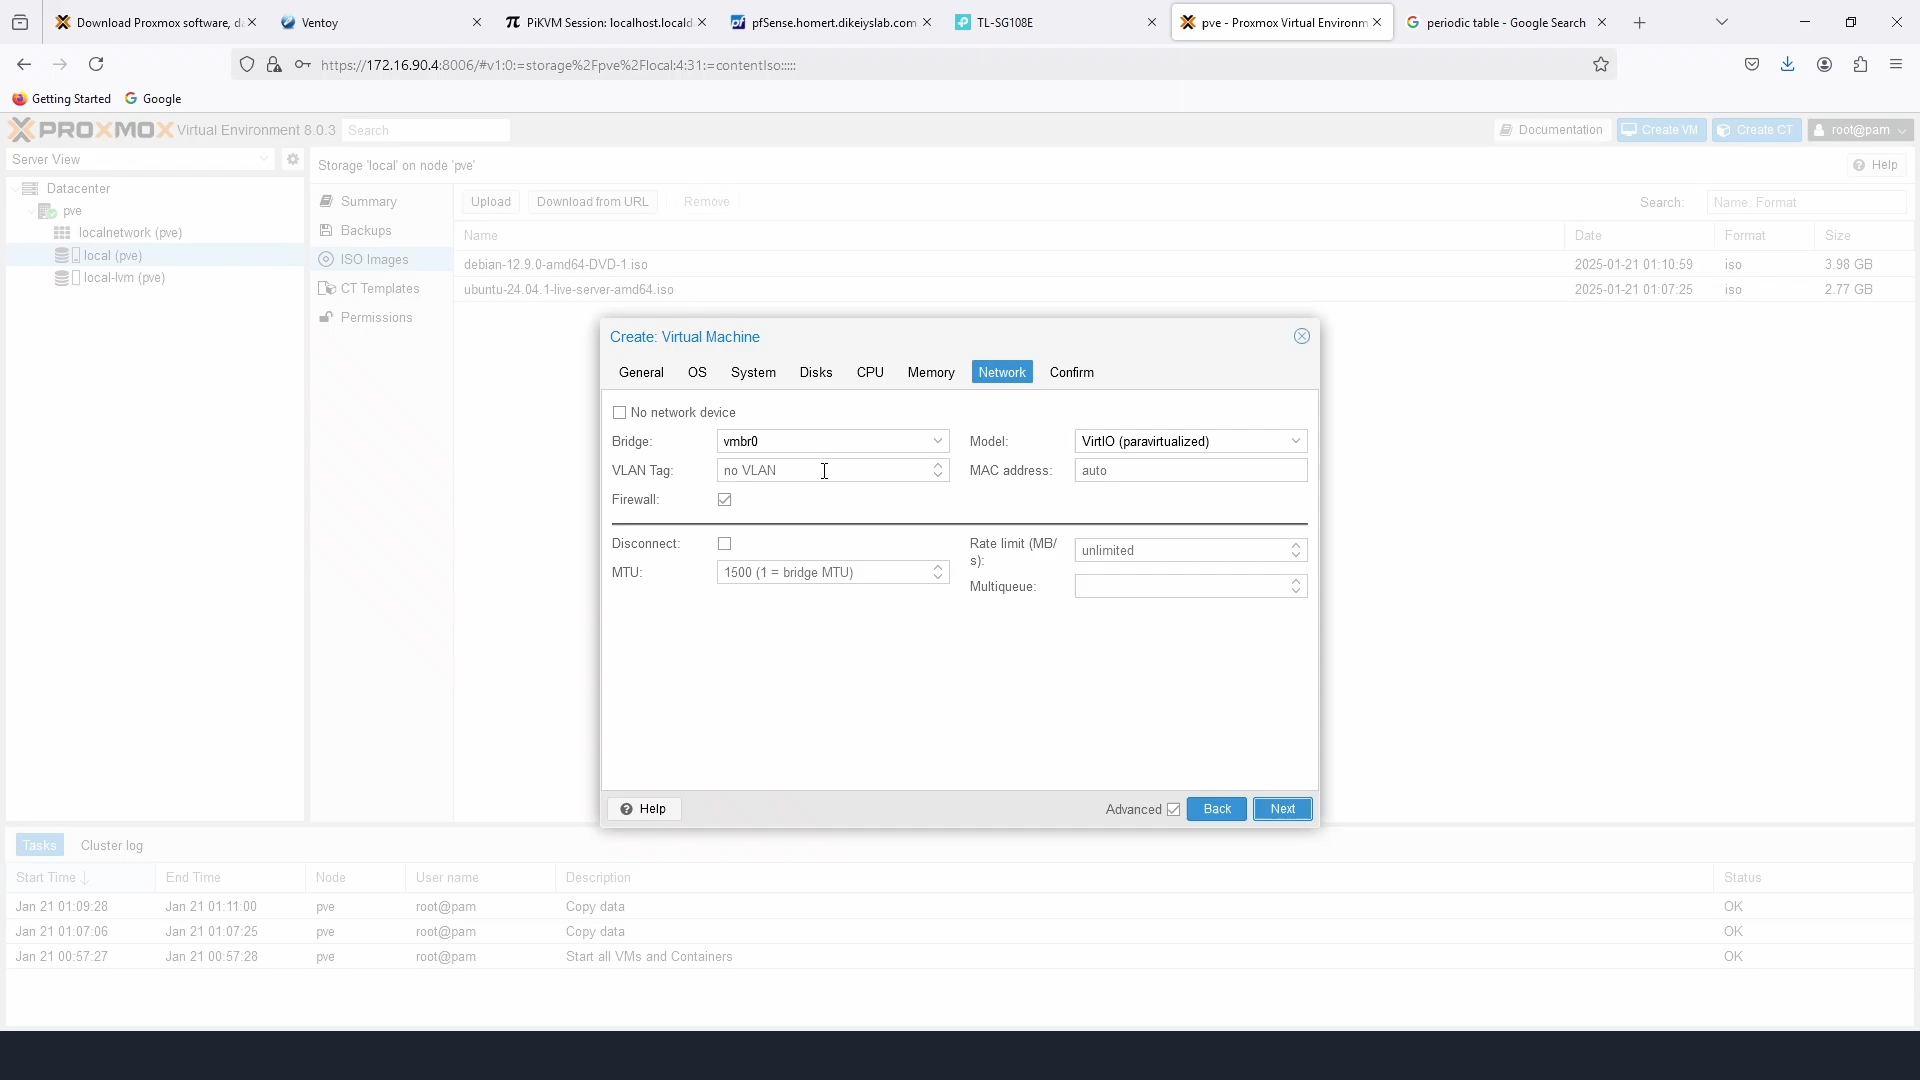 Download Proxmox software, da
Ventoy
PiKVM Session: localhost.locald
pfSense.homert.dikeiyslab.com
TL-SG108E
pve - Proxmox Virtual Environm
periodic table - Google Search
https://172.16.90.4:8006/#v1:0:=storage%2Fpve%2Flocal:4:31:=contentIso:::::
Getting Started
Google
PROXMOX Virtual Environment 8.0.3
Search
Documentation
Create VM
Create CT
root@pam
Server View
Storage 'local' on node 'pve'
Help
Datacenter
pve
localnetwork (pve)
local (pve)
local-lvm (pve)
Summary
Backups
ISO Images
CT Templates
Permissions
Upload
Download from URL
Remove
Search:
Name, Format
Name
Date
Format
Size
debian-12.9.0-amd64-DVD-1.iso
2025-01-21 01:10:59
iso
3.98 GB
ubuntu-24.04.1-live-server-amd64.iso
2025-01-21 01:07:25
iso
2.77 GB
Create: Virtual Machine
General
OS
System
Disks
CPU
Memory
Network
Confirm
No network device
Bridge:
vmbr0
Model:
VirtIO (paravirtualized)
VLAN Tag:
no VLAN
MAC address:
auto
Firewall:
Disconnect:
Rate limit (MB/
s):
unlimited
MTU:
1500 (1 = bridge MTU)
Multiqueue:
Help
Advanced
Back
Next
Tasks
Cluster log
Start Time
End Time
Node
User name
Description
Status
Jan 21 01:09:28
Jan 21 01:11:00
pve
root@pam
Copy data
OK
Jan 21 01:07:06
Jan 21 01:07:25
pve
root@pam
Copy data
OK
Jan 21 00:57:27
Jan 21 00:57:28
pve
root@pam
Start all VMs and Containers
OK